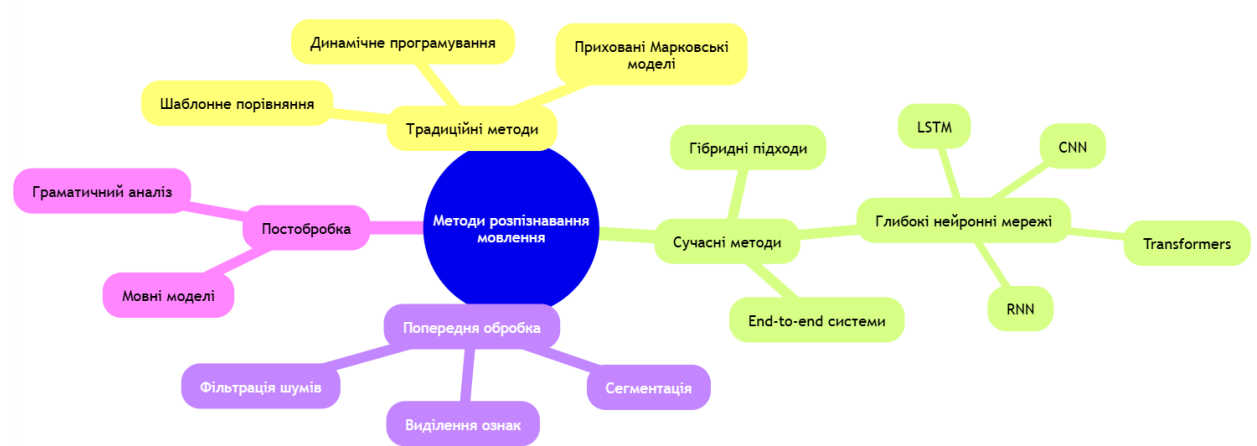 Динамічне програмування
Приховані Марковські
моделі
Шаблонне порівняння
Традиційні методи
LSTM
Гібридні підходи
CNN
Граматичний аналіз
Методи розпізнавання
мовлення
Постобробка
Глибокі нейронні мережі
Сучасні методи
Transformers
Мовні моделі
RNN
End-to-end системи
Попередня обробка
Фільтрація шумів
Сегментація
Виділення ознак